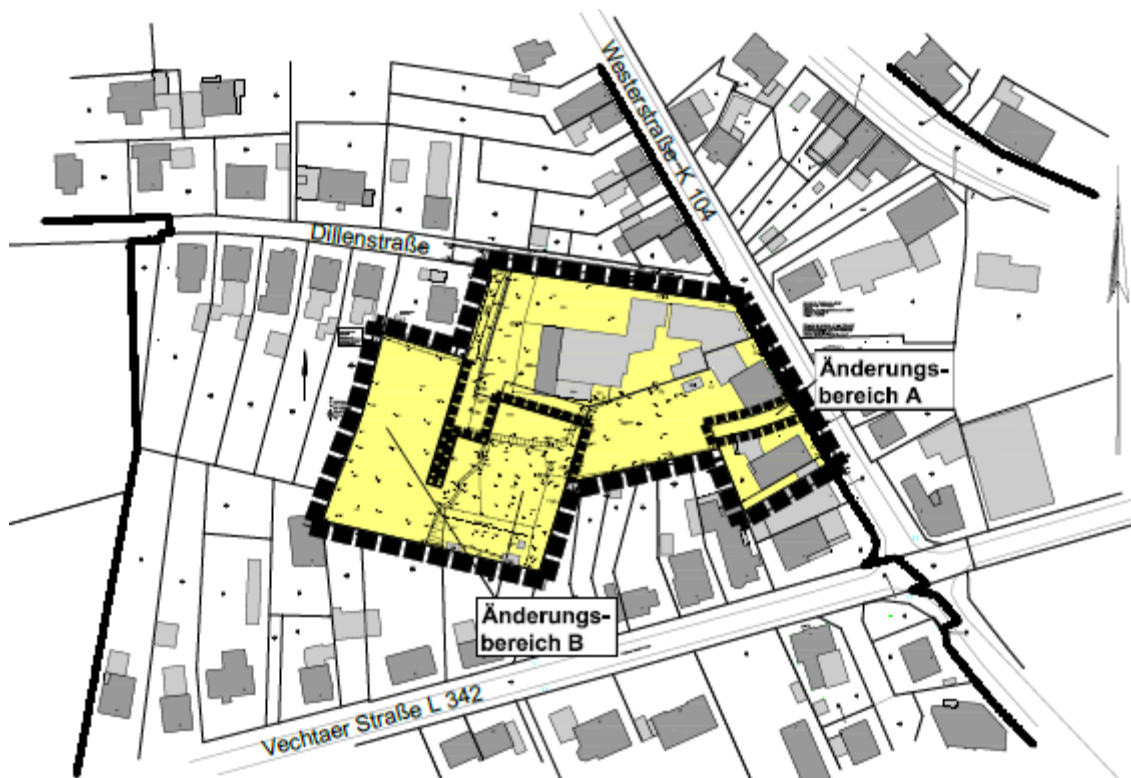 Westerstraße K 104
Dillenstraße
Änderungs-
bereich A
Änderungs-
bereich B
Vechtaer Straße L 342